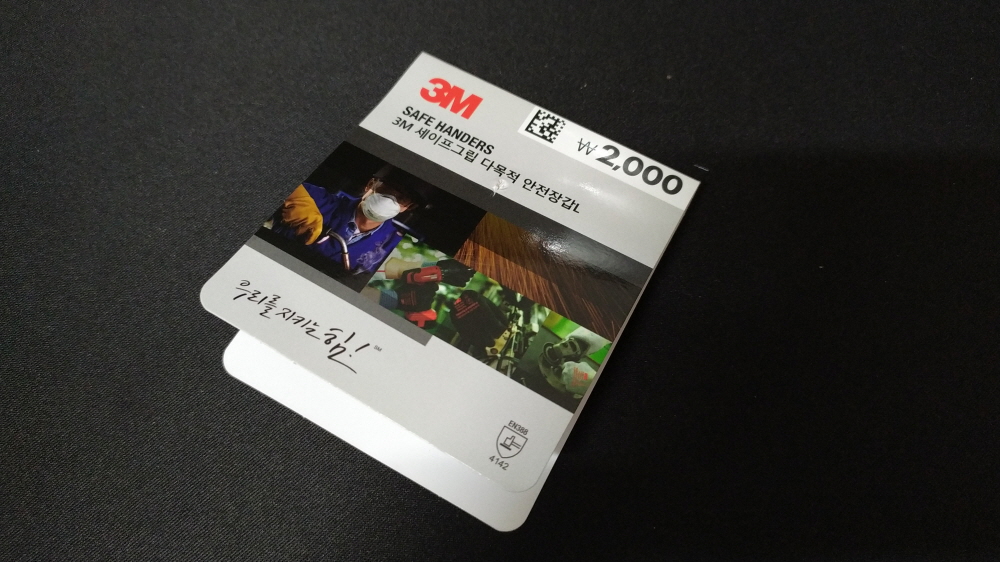 3M
SAFE HANDERS
3M 세이프그립 다목적 안전장갑L
₩2,000
우리를 지키는 힘! SM
EN388
4142